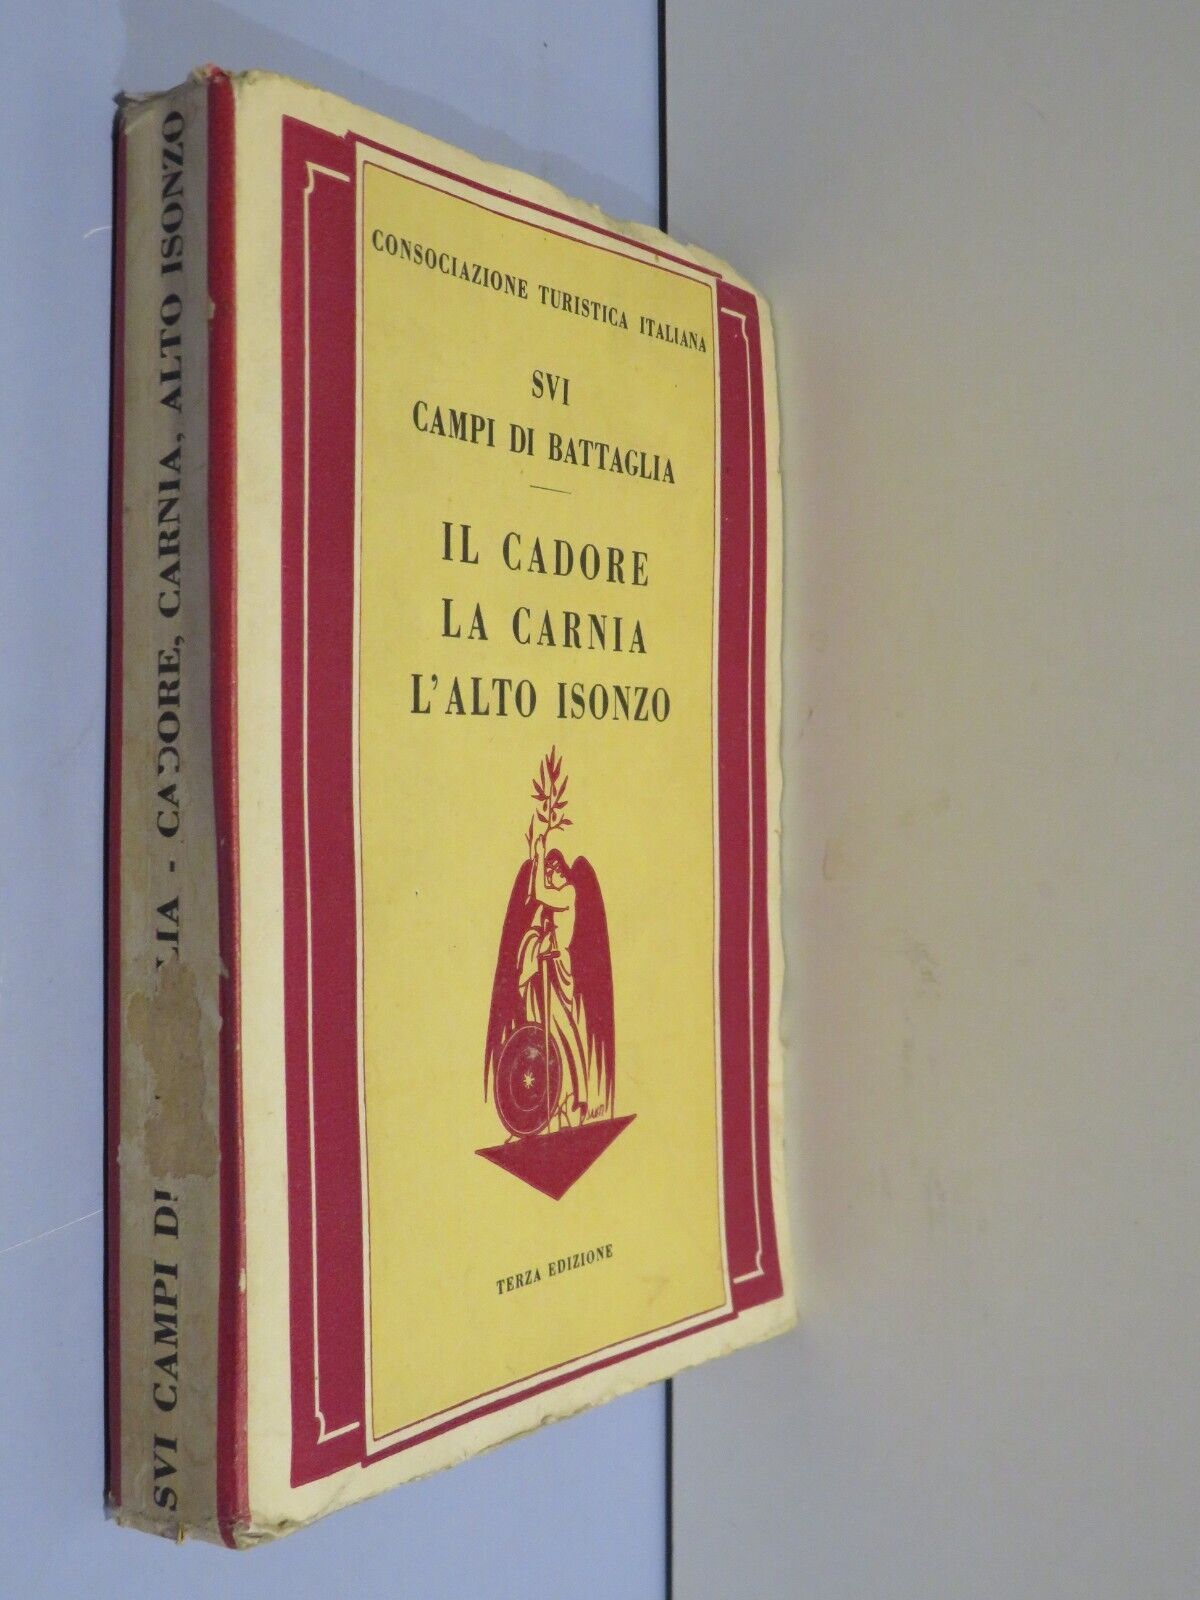 CONSOCIAZIONE TURISTICA ITALIANA
SVI
CAMPI DI BATTAGLIA
IL CADORE
LA CARNIA
L'ALTO ISONZO
TERZA EDIZIONE
SVI CAMPI DI LIA - CADORE, CARNIA, ALTO ISONZO